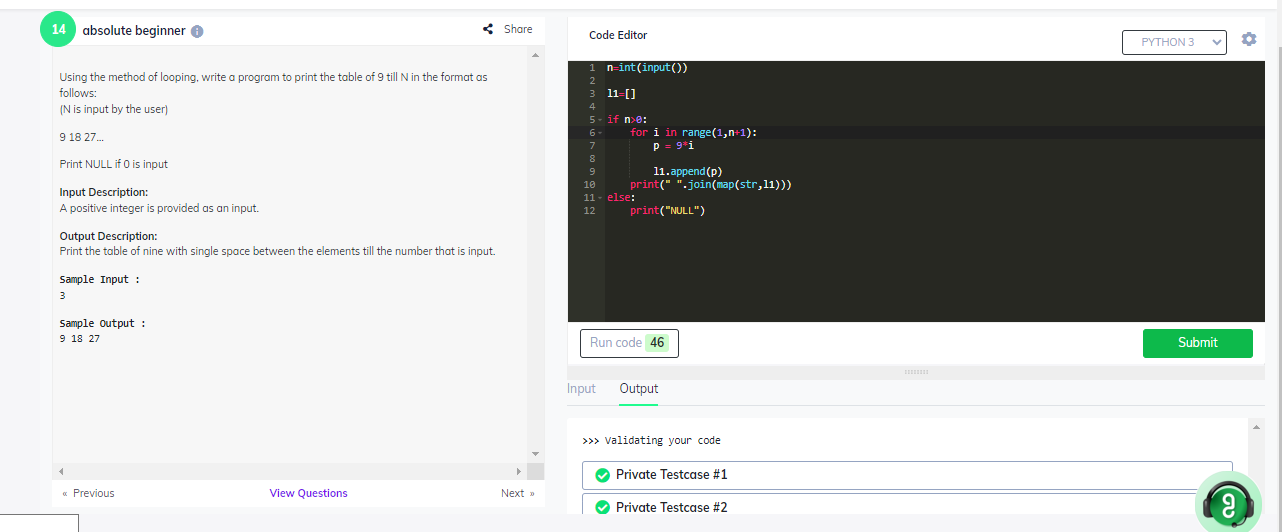 14 absolute beginner i
Share
Using the method of looping, write a program to print the table of 9 till N in the format as
follows:
(N is input by the user)
9 18 27...
Print NULL if 0 is input
Input Description:
A positive integer is provided as an input.
Output Description:
Print the table of nine with single space between the elements till the number that is input.
Sample Input :
3
Sample Output :
9 18 27
« Previous
View Questions
Next »
Code Editor
PYTHON 3
1 n=int(input())
2
3 l1=[]
4
5 if n>0:
6 for i in range(1,n+1):
7 p = 9*i
8
9 l1.append(p)
10 print(" ".join(map(str,l1)))
11 else:
12 print("NULL")
Run code 46
Submit
Input Output
>>> Validating your code
Private Testcase #1
Private Testcase #2